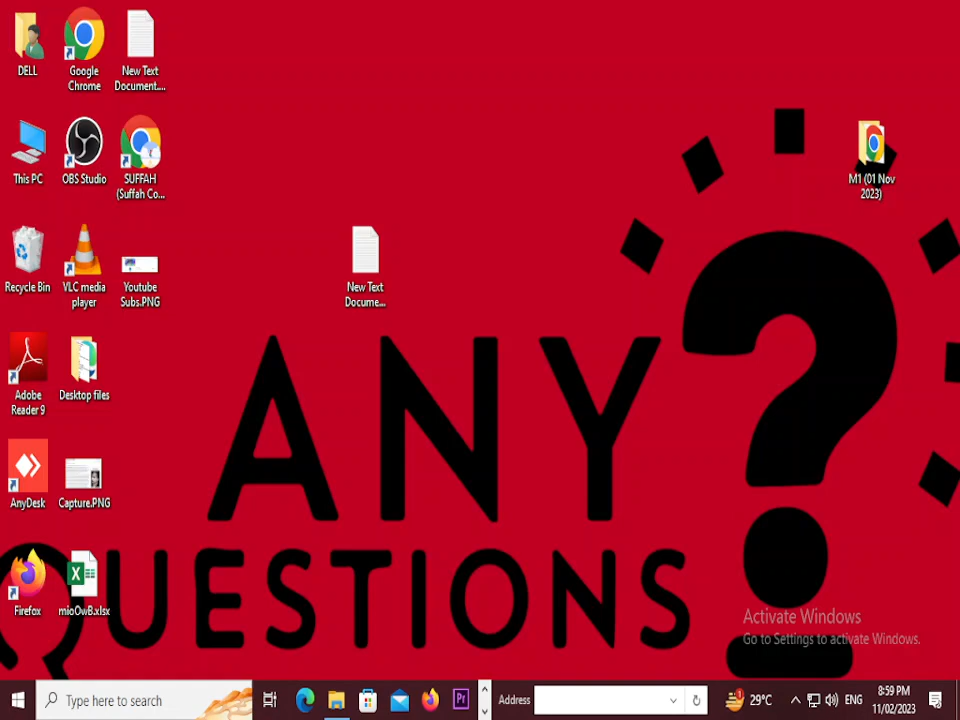 DELL
Google
Chrome
New Text
Document....
This PC
OBS Studio
SUFFAH
(Suffah Co...
Recycle Bin
VLC media
player
Youtube
Subs.PNG
New Text
Docume...
M1 (01 Nov
2023)
Adobe
Reader 9
Desktop files
AnyDesk
Capture.PNG
Firefox
mioOwB.xlsx
ANY
QUESTIONS
Activate Windows
Go to Settings to activate Windows.
Type here to search
Pr
Address
29°C
ENG
8:59 PM
11/02/2023